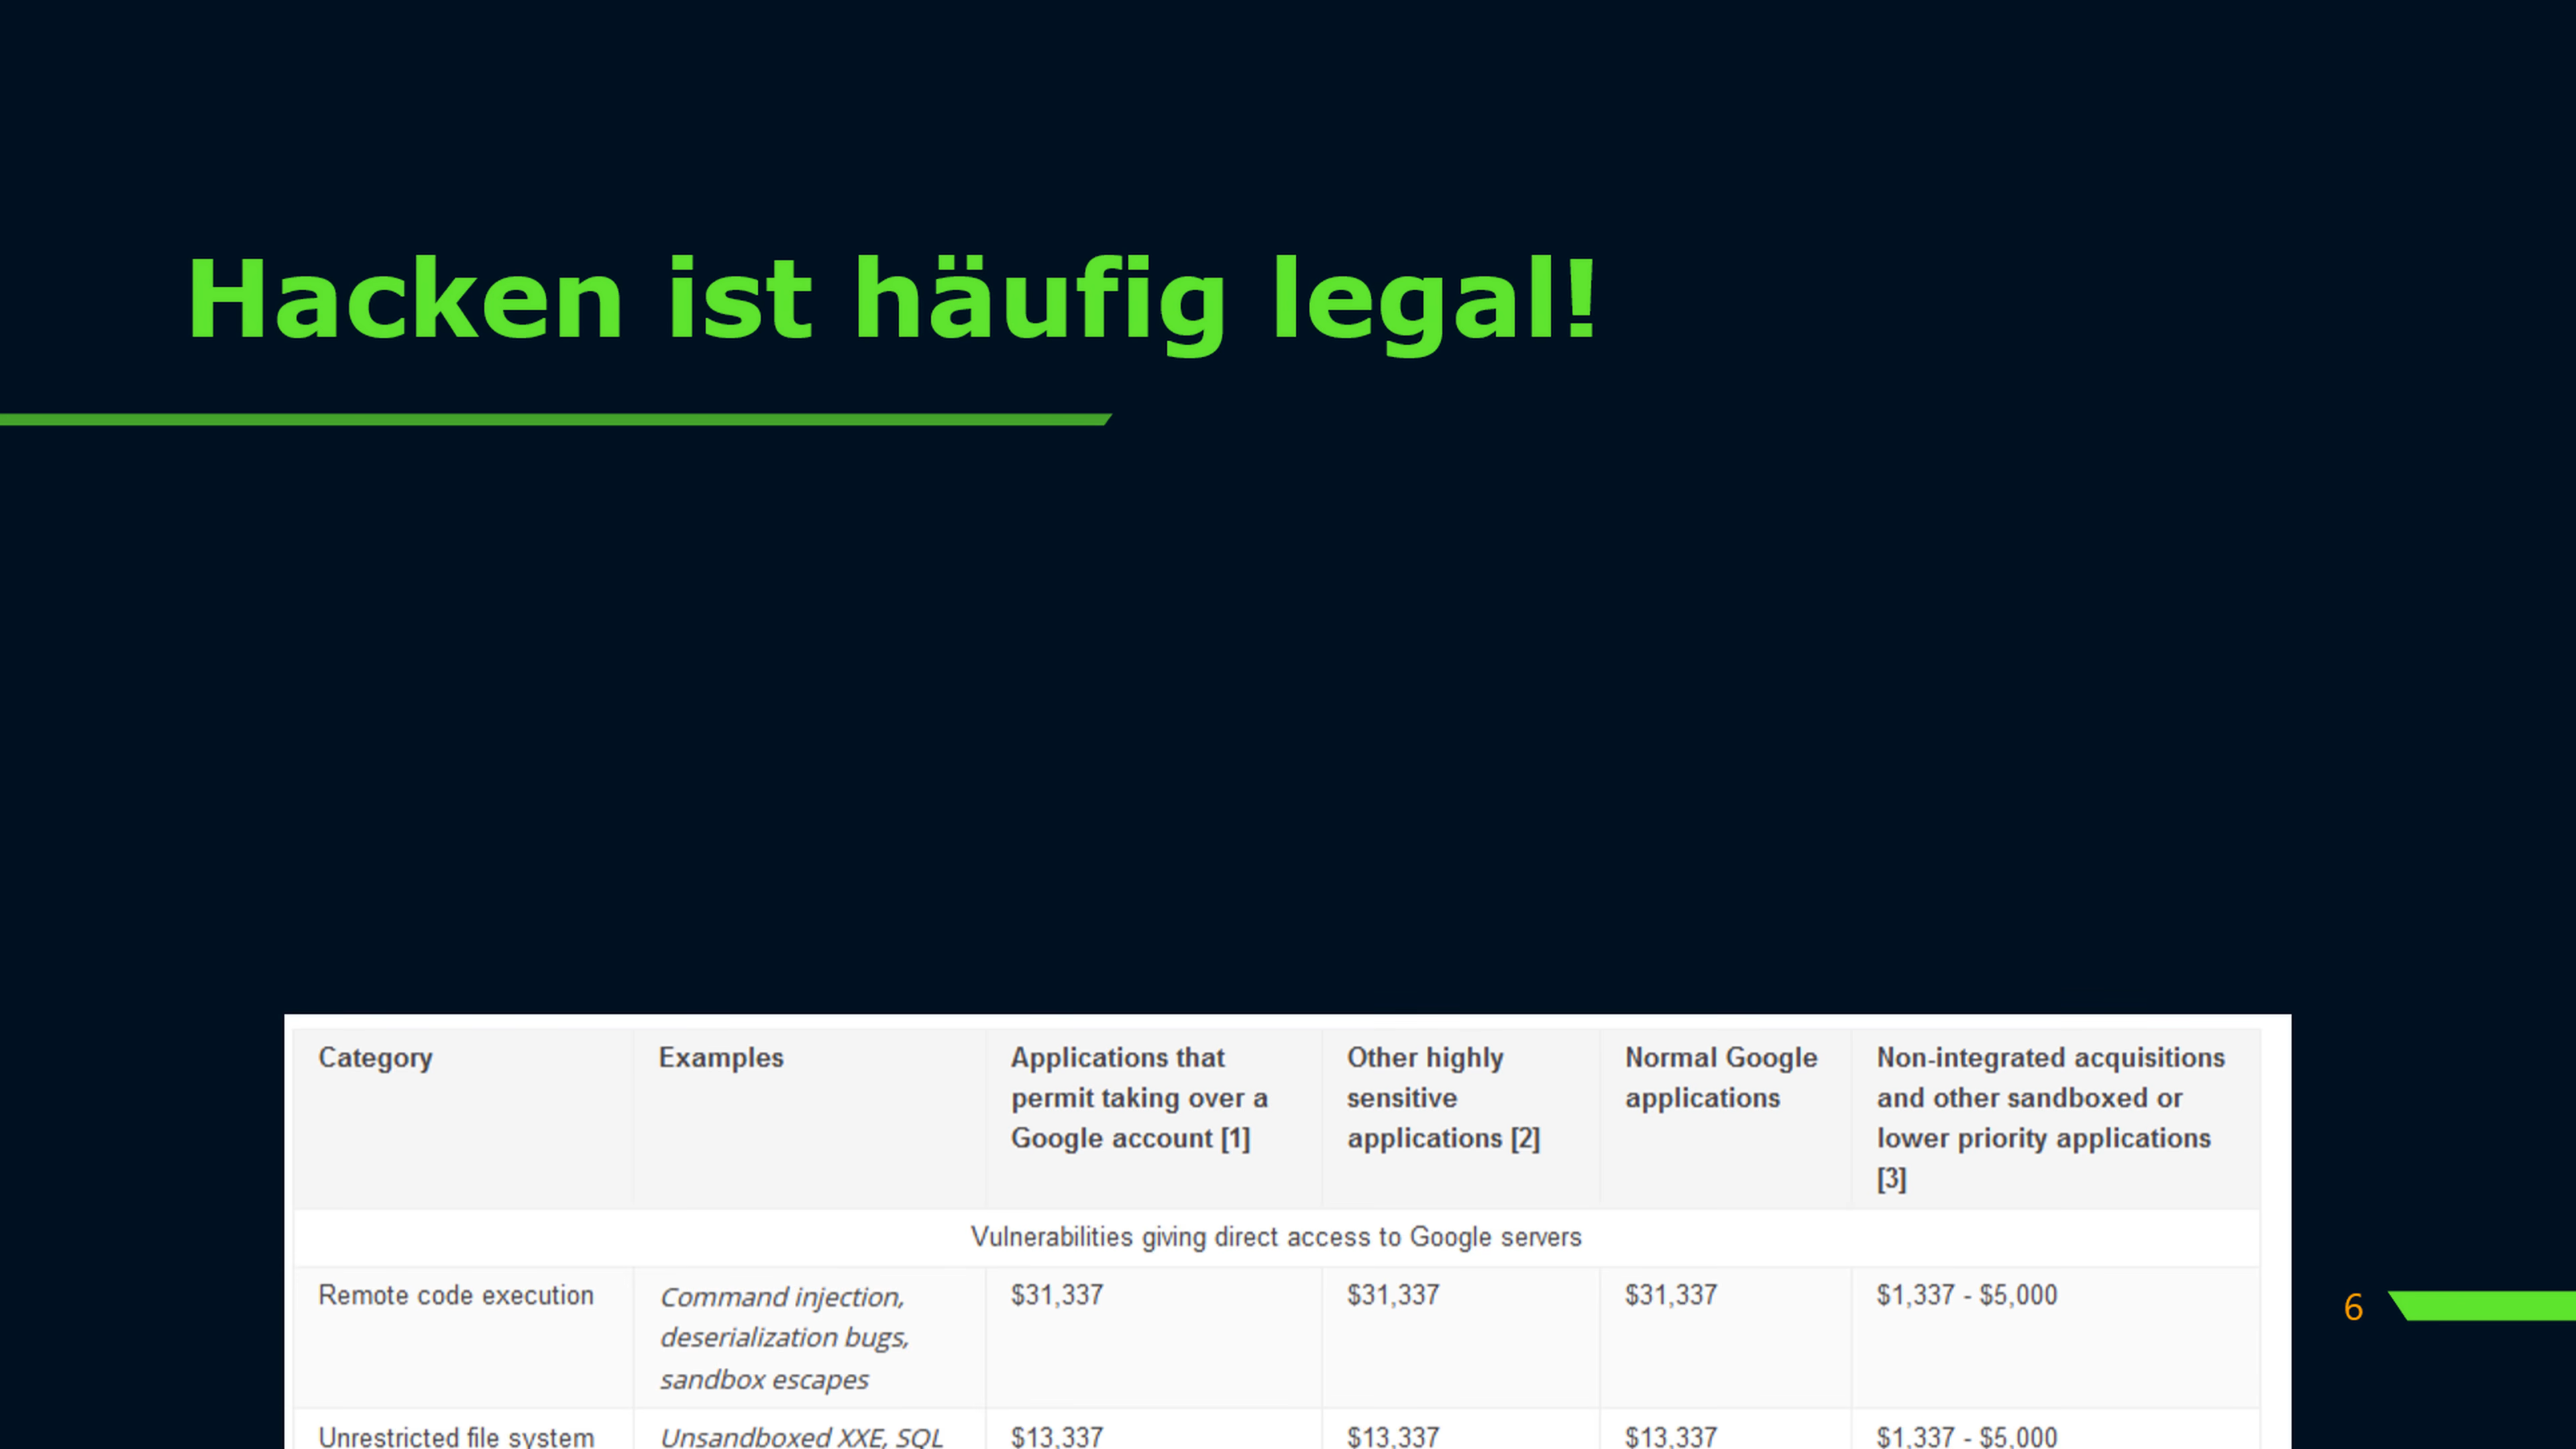 Hacken ist häufig legal!
Category
Examples
Applications that
permit taking over a
Google account [1]
Other highly
sensitive
applications [2]
Normal Google
applications
Non-integrated acquisitions
and other sandboxed or
lower priority applications
[3]
Vulnerabilities giving direct access to Google servers
Remote code execution
Command injection,
deserialization bugs,
sandbox escapes
$31,337
$31,337
$31,337
$1,337 - $5,000
Unrestricted file system
Unsandboxed XXE, SQL
$13,337
$13,337
$13,337
$1,337 - $5,000
6